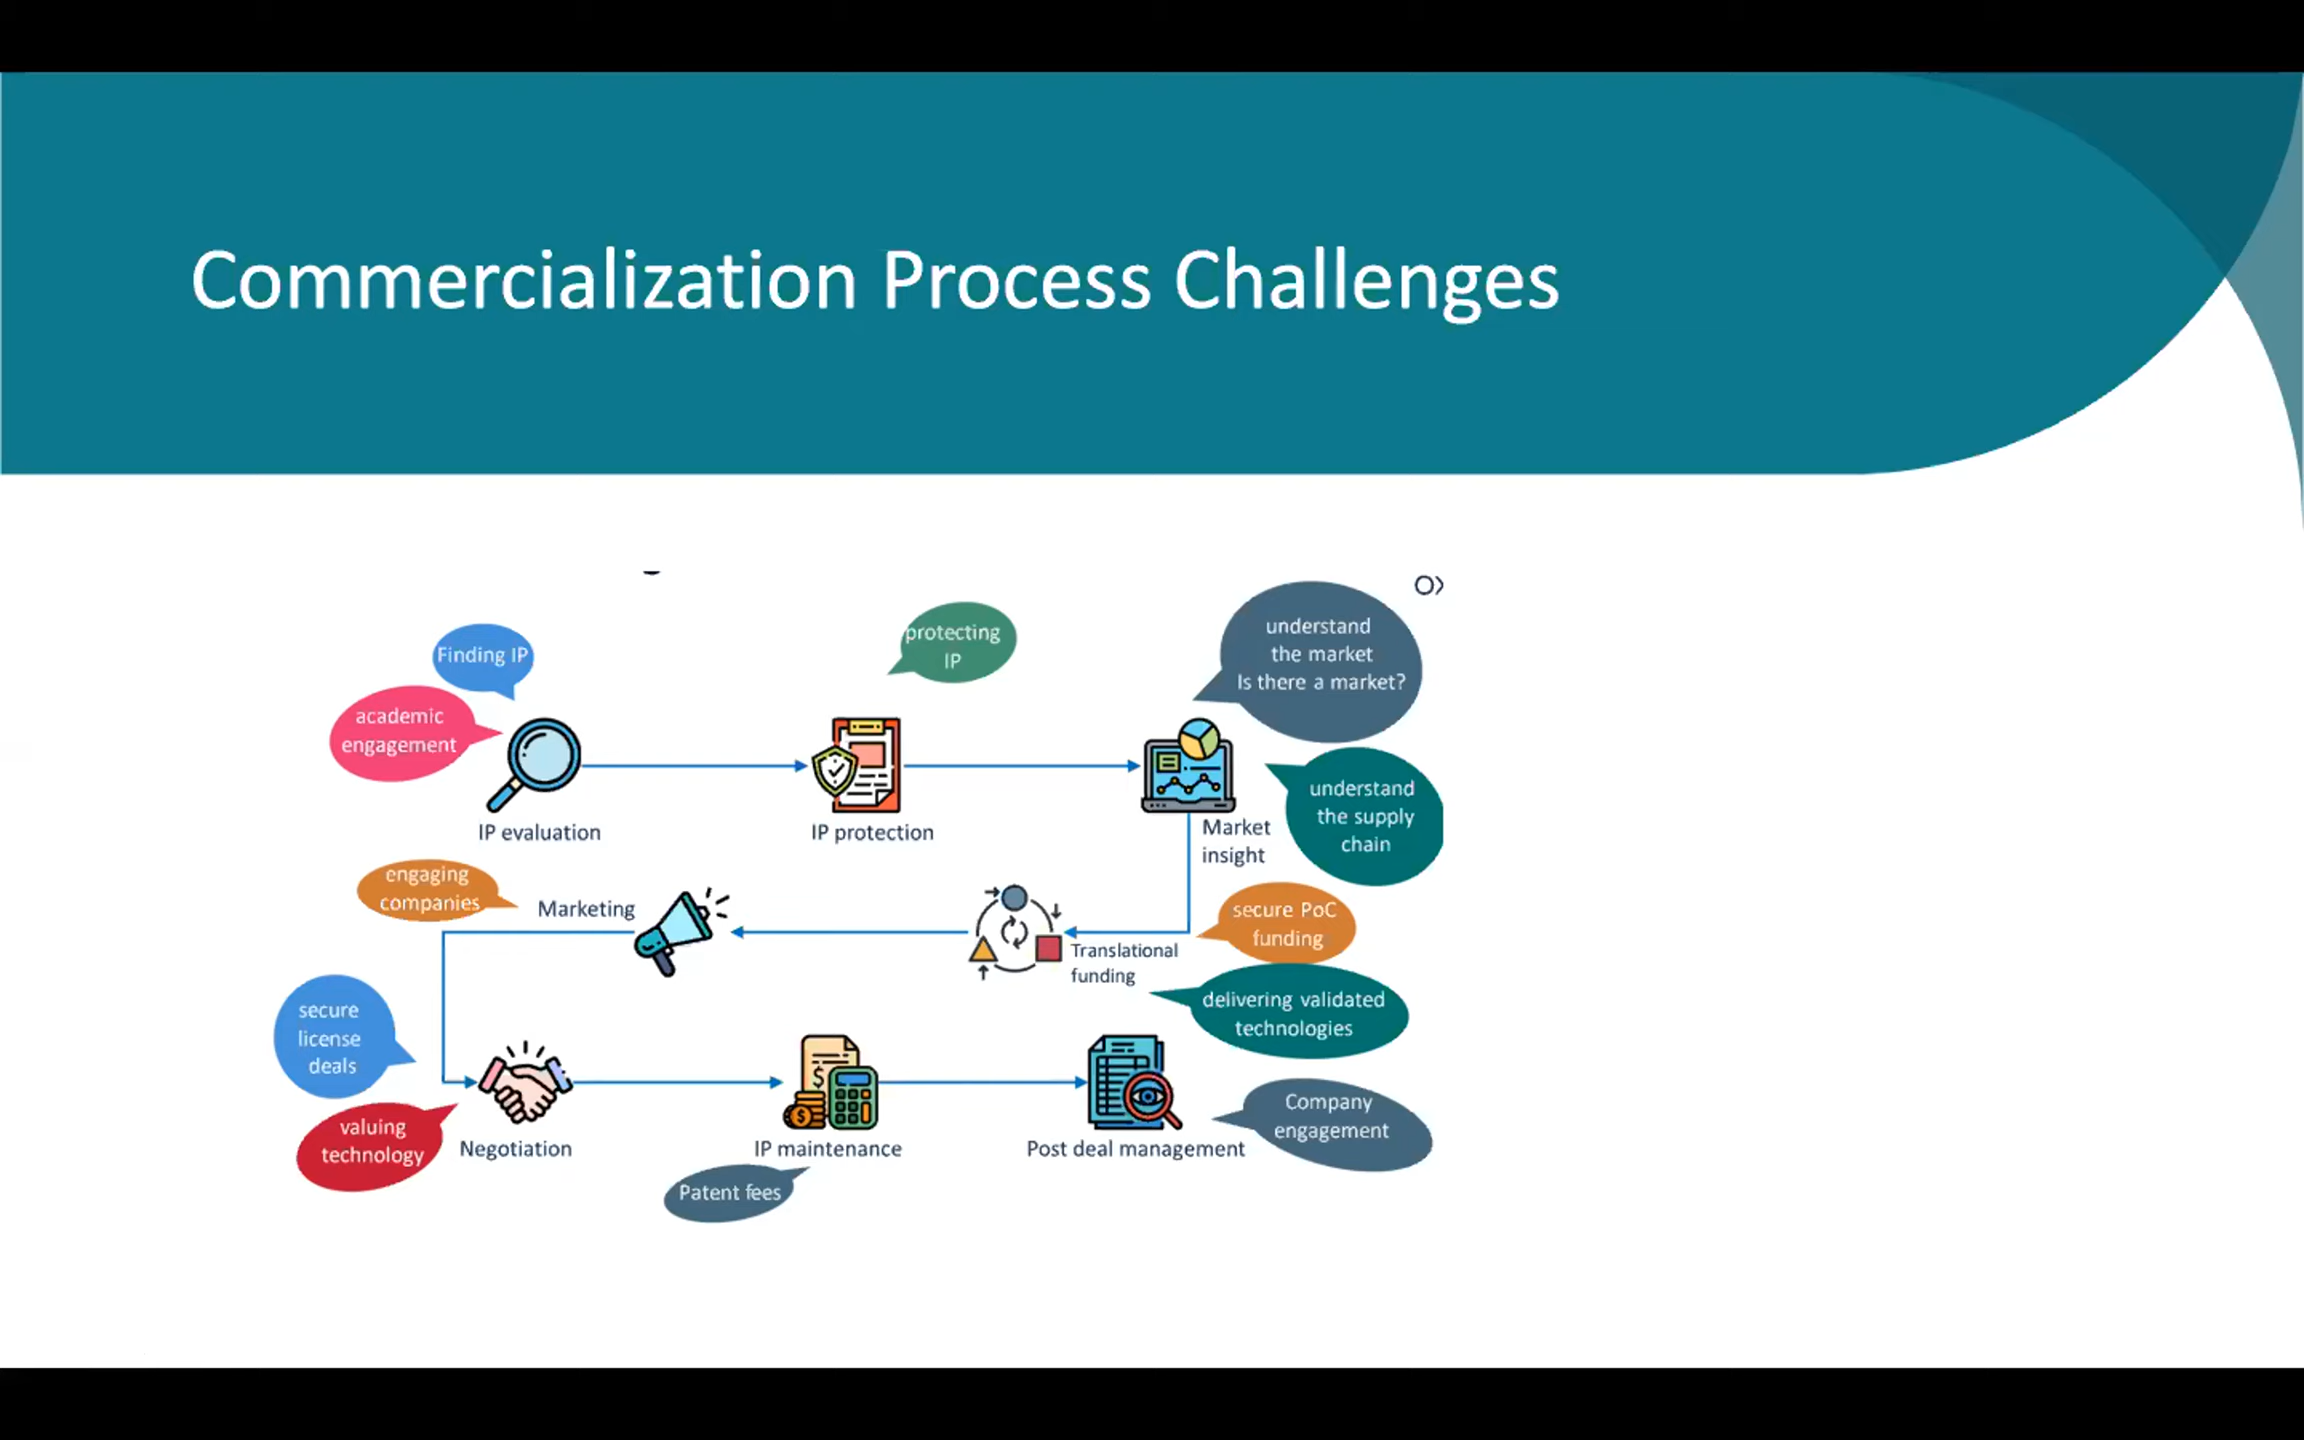 Commercialization Process Challenges
Finding IP
academic
engagement
IP evaluation
protecting
IP
IP protection
understand
the market
Is there a market?
understand
the supply
chain
Market
insight
secure PoC
funding
Translational
funding
delivering validated
technologies
engaging
companies
Marketing
secure
license
deals
valuing
technology
Negotiation
IP maintenance
Patent fees
Post deal management
Company
engagement